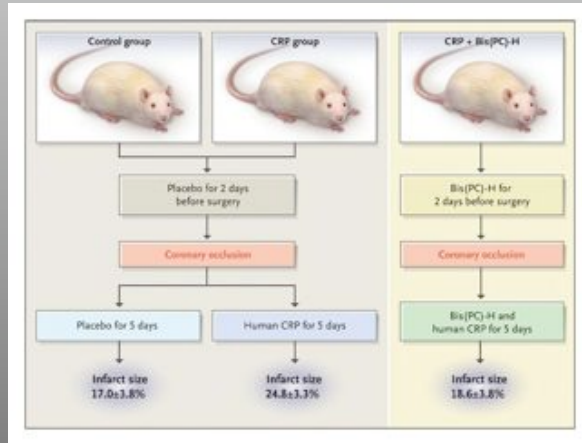 Control group
CRP group
CRP + Bis(PC)-H
Placebo for 2 days
before surgery
Bis(PC)-H for
2 days before surgery
Coronary occlusion
Coronary occlusion
Placebo for 5 days
Human CRP for 5 days
Bis(PC)-H and
human CRP for 5 days
Infarct size
17.0±3.8%
Infarct size
24.8±3.3%
Infarct size
18.6±3.8%